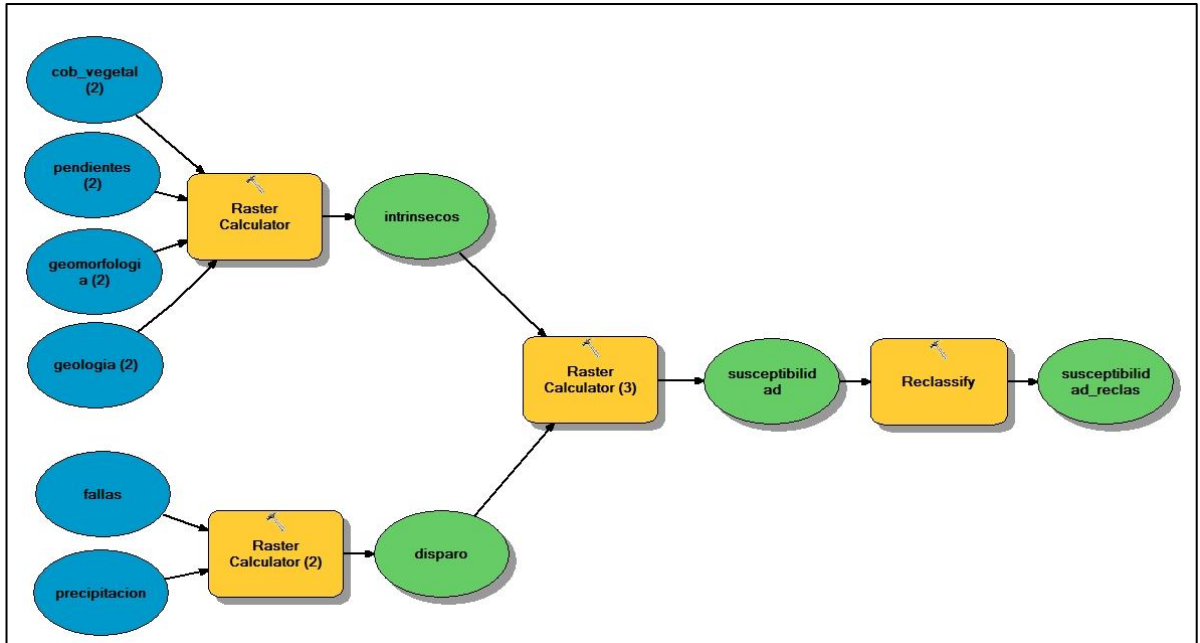 cob_vegetal
(2)
pendientes
(2)
geomorfologi
a (2)
geologia (2)
Raster
Calculator
intrinsecos
fallas
precipitacion
Raster
Calculator (2)
disparo
Raster
Calculator (3)
susceptibilid
ad
Reclassify
susceptibilid
ad_reclas